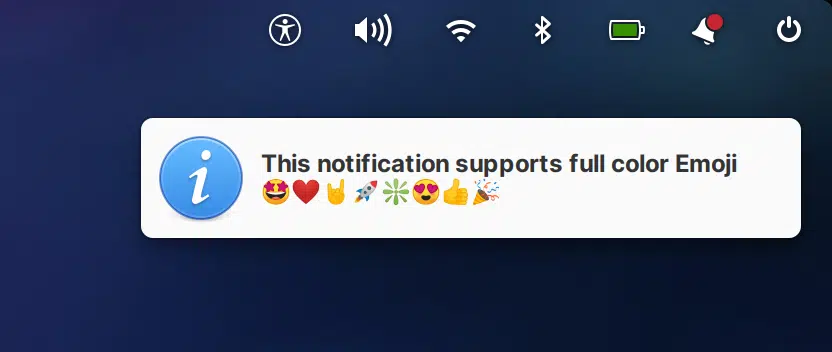 This notification supports full color Emoji
🤩❤️🤘🚀❇️😍👍🎉